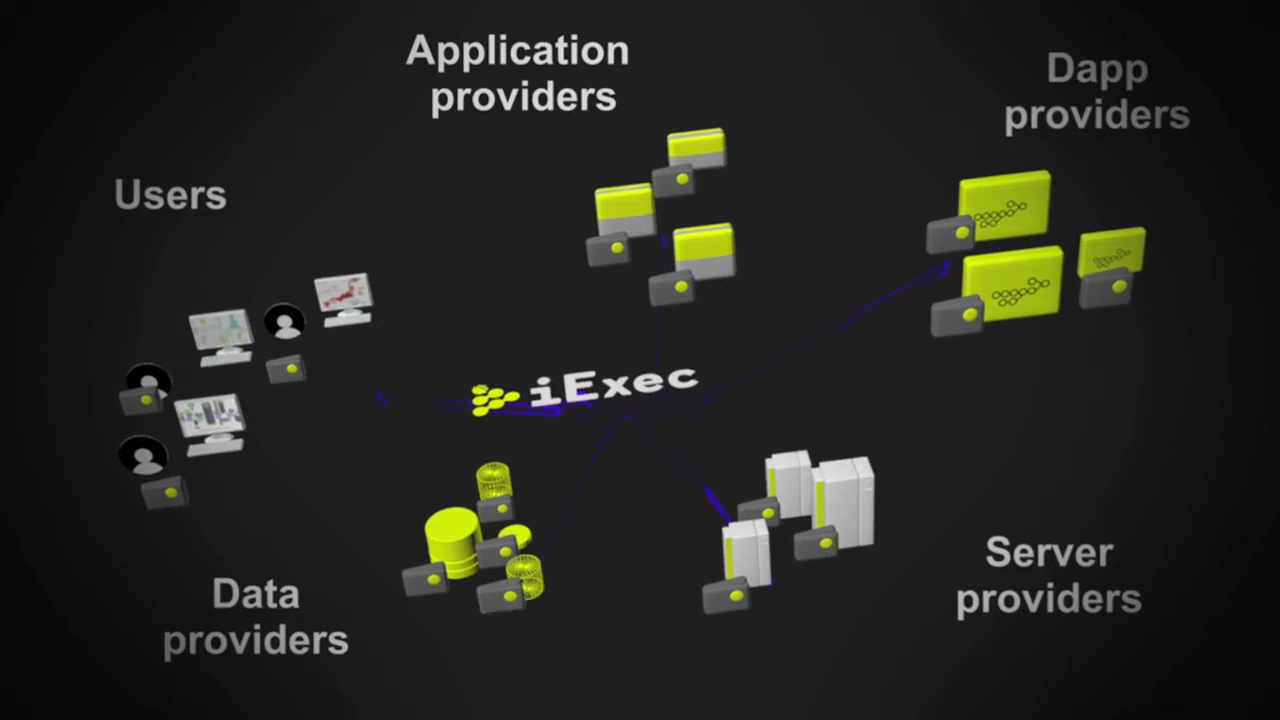 Application
providers
Dapp
providers
Users
iExec
Data
providers
Server
providers